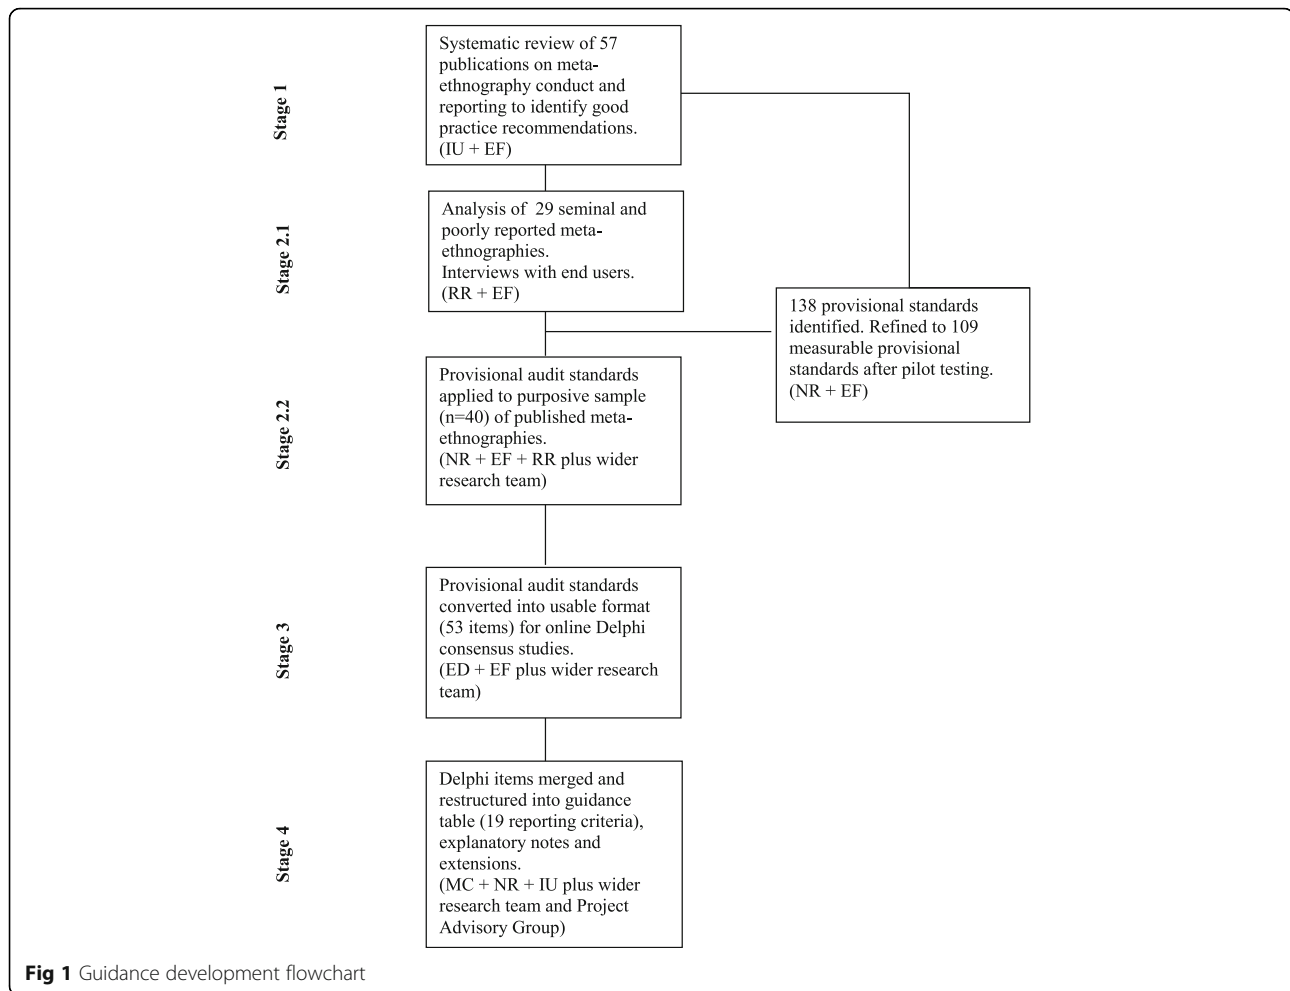 Stage 1
Systematic review of 57
publications on meta-
ethnography conduct and
reporting to identify good
practice recommendations.
(IU + EF)
Stage 2.1
Analysis of 29 seminal and
poorly reported meta-
ethnographies.
Interviews with end users.
(RR + EF)
138 provisional standards
identified. Refined to 109
measurable provisional
standards after pilot testing.
(NR + EF)
Stage 2.2
Provisional audit standards
applied to purposive sample
(n=40) of published meta-
ethnographies.
(NR + EF + RR plus wider
research team)
Stage 3
Provisional audit standards
converted into usable format
(53 items) for online Delphi
consensus studies.
(ED + EF plus wider research
team)
Stage 4
Delphi items merged and
restructured into guidance
table (19 reporting criteria),
explanatory notes and
extensions.
(MC + NR + IU plus wider
research team and Project
Advisory Group)
Fig 1 Guidance development flowchart